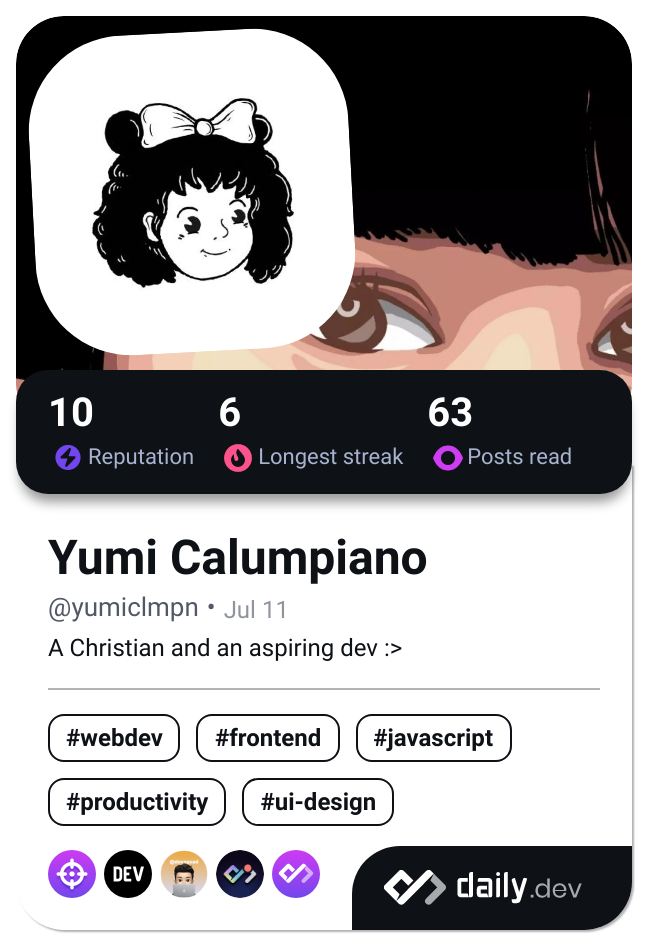 10 6 63
Reputation Longest streak Posts read
Yumi Calumpiano
@yumiclmpn • Jul 11
A Christian and an aspiring dev :>
#webdev #frontend #javascript
#productivity #ui-design
DEV
daily.dev